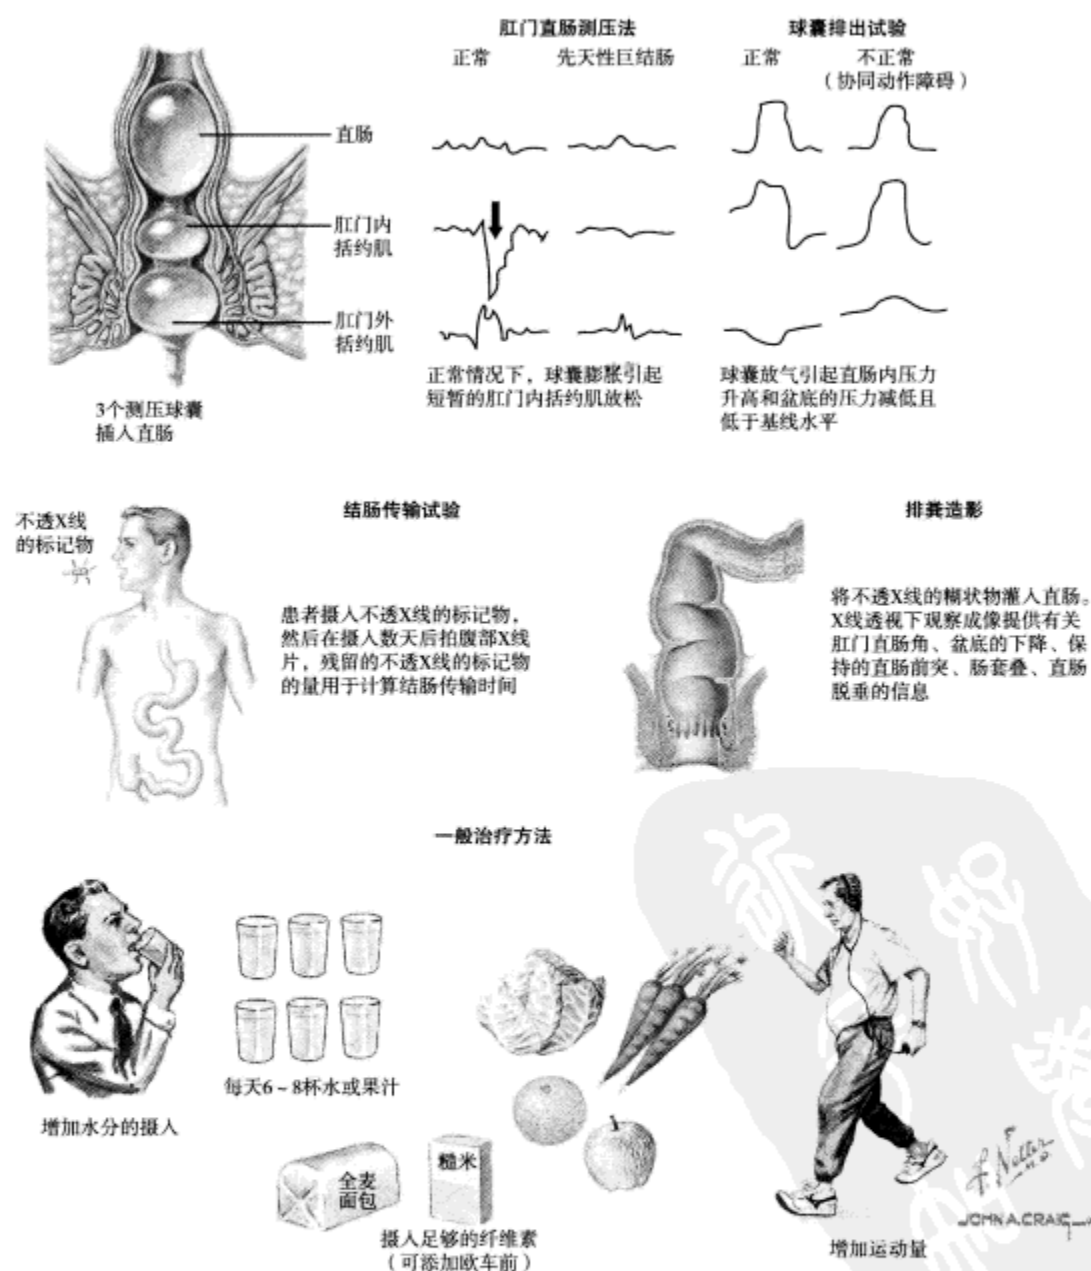 肛门直肠测压法
正常
先天性巨结肠
球囊排出试验
正常
不正常
（协同动作障碍）
直肠
肛门内
括约肌
肛门外
括约肌
3个测压球囊
插入直肠
正常情况下，球囊膨胀引起
短暂的肛门内括约肌放松
球囊放气引起直肠内压力
升高和盆底的压力减低且
低于基线水平
不透X线
的标记物
结肠传输试验
患者摄入不透X线的标记物，
然后在摄入数天后拍腹部X线
片，残留的不透X线的标记物
的量用于计算结肠传输时间
排粪造影
将不透X线的糊状物灌入直肠。
X线透视下观察成像提供有关
肛门直肠角、盆底的下降、保
持的直肠前突、肠套叠、直肠
脱垂的信息
一般治疗方法
增加水分的摄入
每天6～8杯水或果汁
全麦
面包
糙米
摄入足够的纤维素
（可添加欧车前）
增加运动量
F. Netter
M.D.
JOHN A. CRAIG